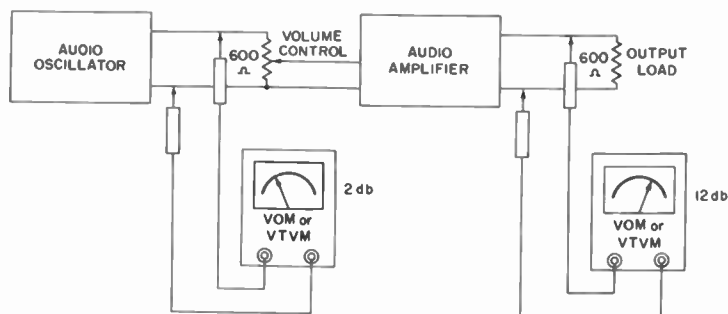 AUDIO
OSCILLATOR
600
Ω
VOLUME
CONTROL
AUDIO
AMPLIFIER
600
Ω
OUTPUT
LOAD
VOM or
VTVM
2 db
VOM or
VTVM
12 db